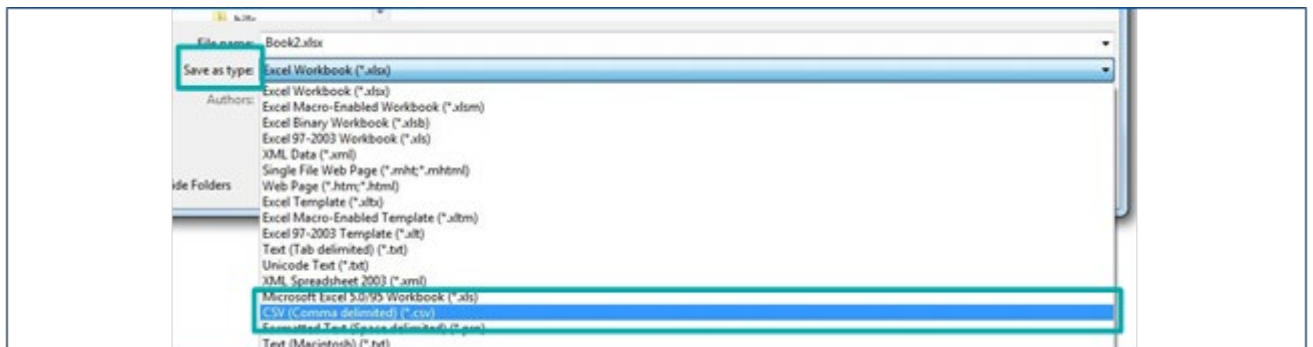 File name: Book2.xlsx
Save as type: Excel Workbook (*.xlsx)
Authors:
Excel Workbook (*.xlsx)
Excel Macro-Enabled Workbook (*.xlsm)
Excel Binary Workbook (*.xlsb)
Excel 97-2003 Workbook (*.xls)
XML Data (*.xml)
Single File Web Page (*.mht;*.mhtml)
ide Folders
Web Page (*.htm;*.html)
Excel Template (*.xltx)
Excel Macro-Enabled Template (*.xltm)
Excel 97-2003 Template (*.xlt)
Text (Tab delimited) (*.txt)
Unicode Text (*.txt)
XML Spreadsheet 2003 (*.xml)
Microsoft Excel 5.0/95 Workbook (*.xls)
CSV (Comma delimited) (*.csv)
Formatted Text (Space delimited) (*.prn)
Text (Macintosh) (*.txt)